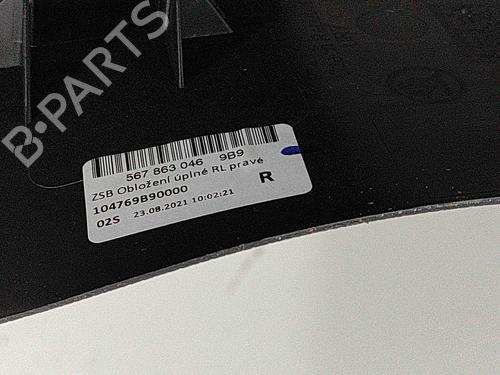 B-PARTS
567 863 046 9B9
ZSB Obložení úplné RL pravé
104769B90000 R
02S 23.08.2021 10:02:21